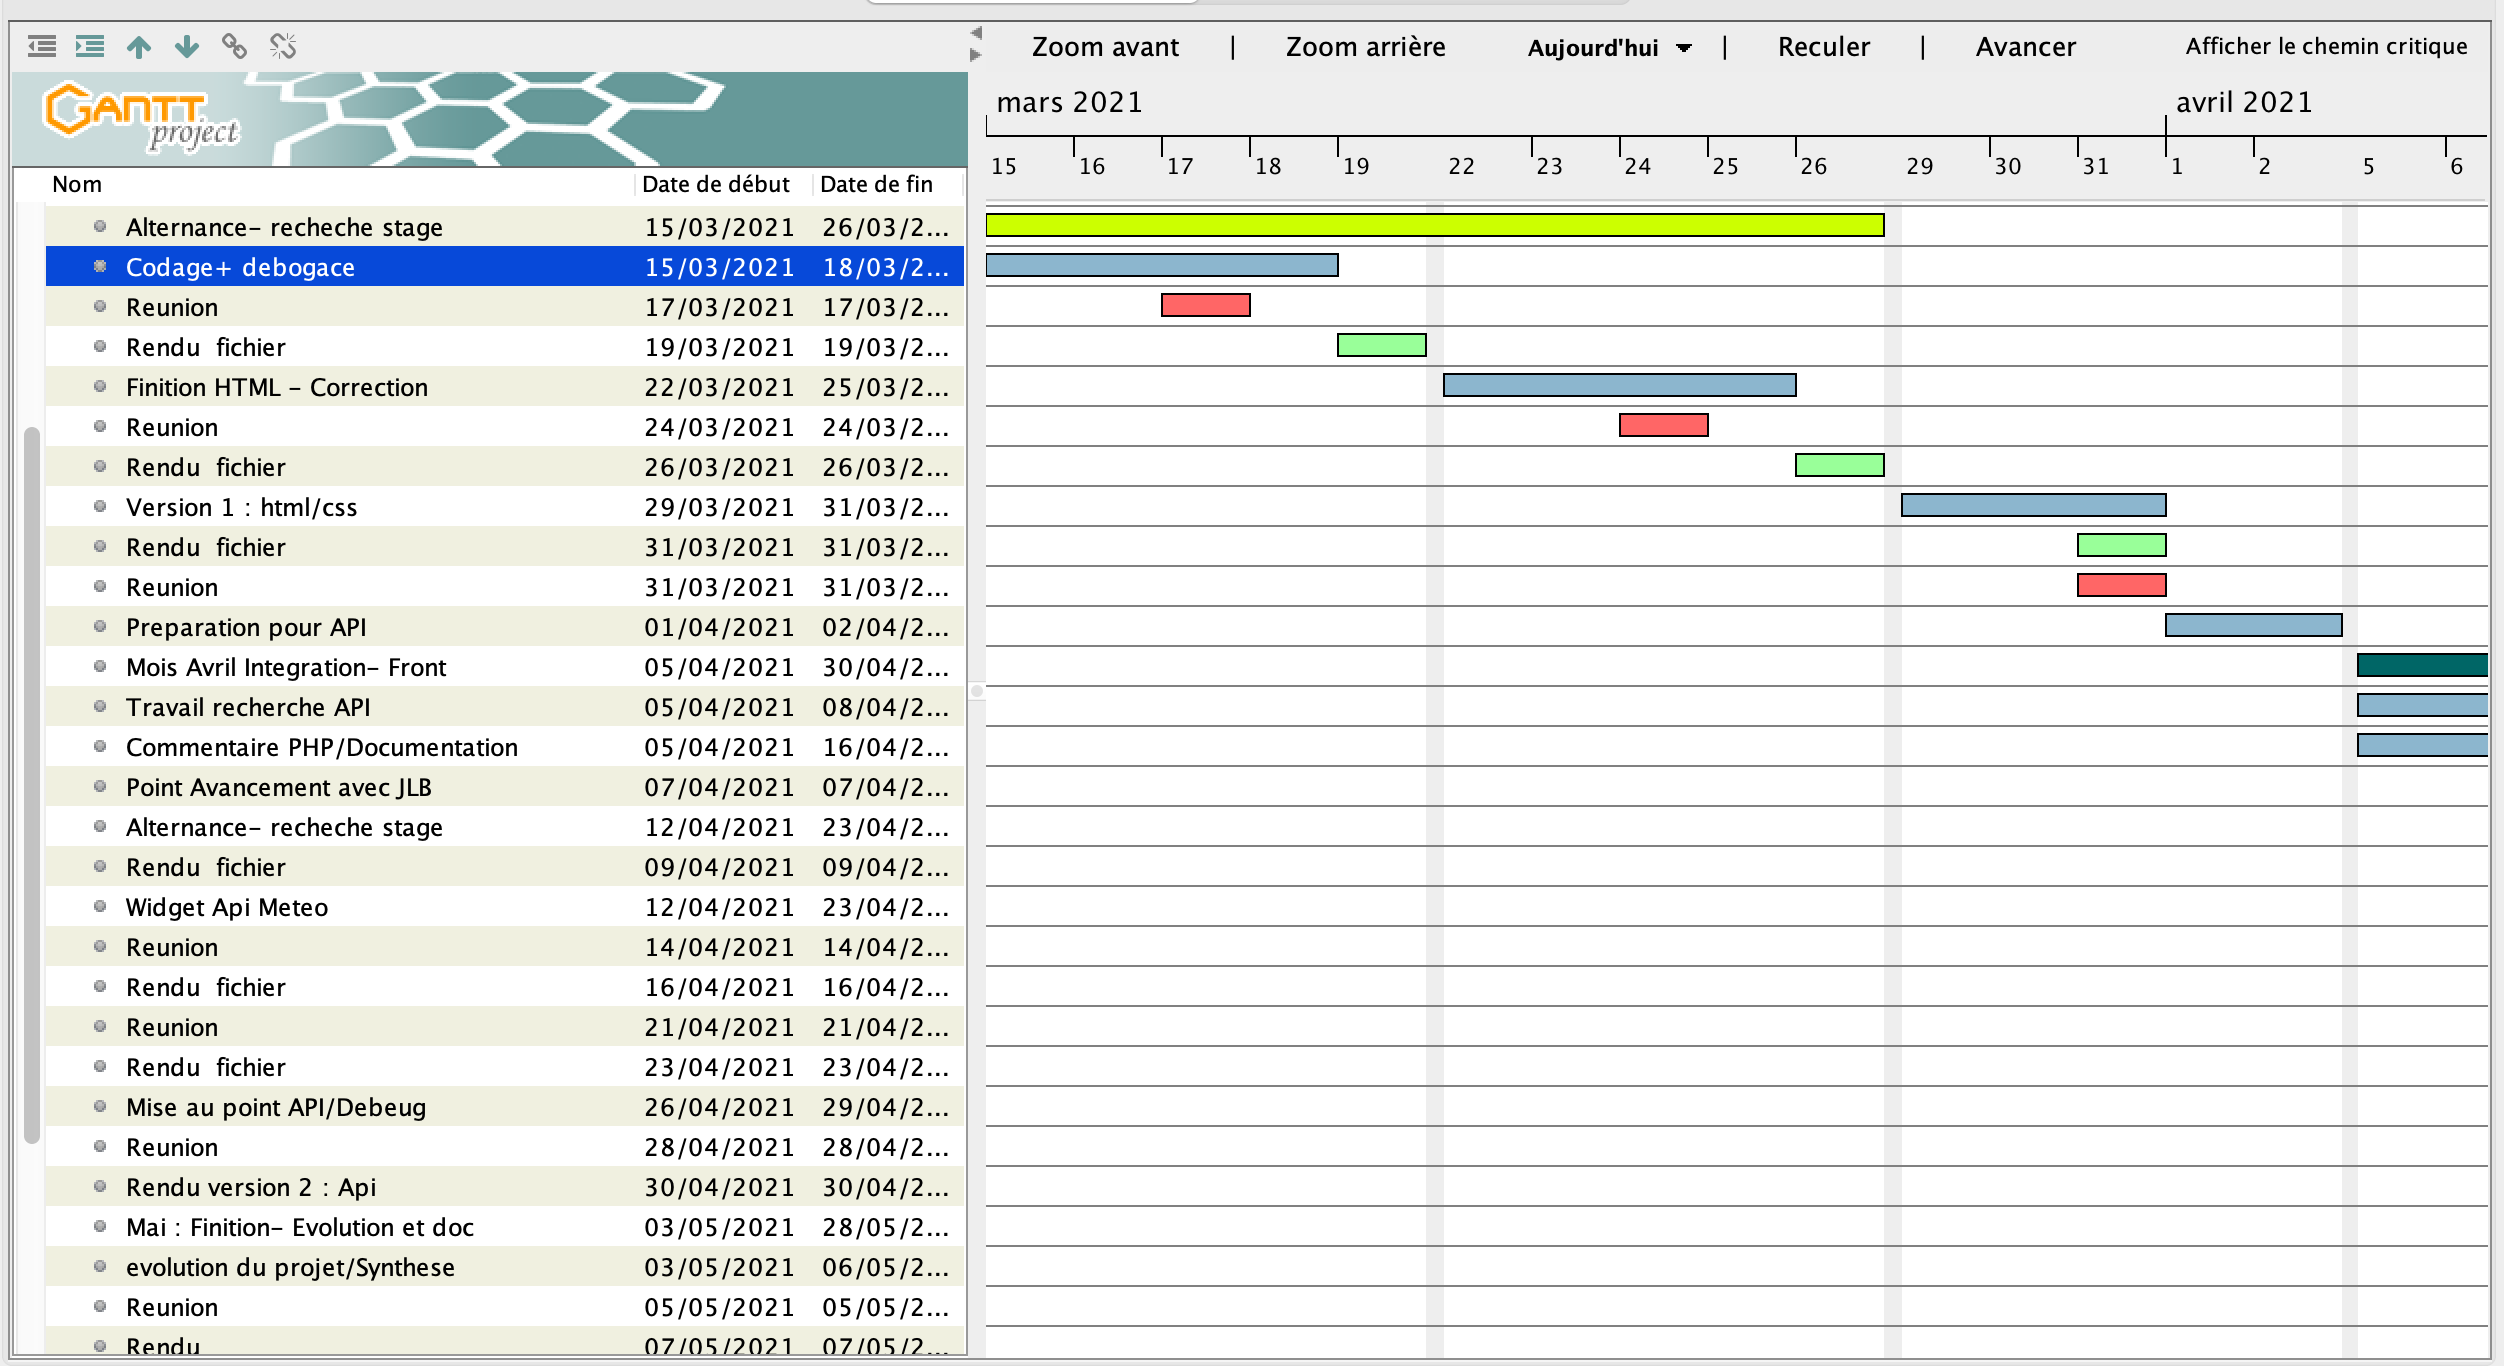 Zoom avant | Zoom arrière Aujourd'hui | Reculer | Avancer Afficher le chemin critique
GANTT
project
mars 2021 avril 2021
15 16 17 18 19 22 23 24 25 26 29 30 31 1 2 5 6
Nom Date de début Date de fin
Alternance- recheche stage 15/03/2021 26/03/2...
Codage+ debogace 15/03/2021 18/03/2...
Reunion 17/03/2021 17/03/2...
Rendu fichier 19/03/2021 19/03/2...
Finition HTML - Correction 22/03/2021 25/03/2...
Reunion 24/03/2021 24/03/2...
Rendu fichier 26/03/2021 26/03/2...
Version 1 : html/css 29/03/2021 31/03/2...
Rendu fichier 31/03/2021 31/03/2...
Reunion 31/03/2021 31/03/2...
Preparation pour API 01/04/2021 02/04/2...
Mois Avril Integration- Front 05/04/2021 30/04/2...
Travail recherche API 05/04/2021 08/04/2...
Commentaire PHP/Documentation 05/04/2021 16/04/2...
Point Avancement avec JLB 07/04/2021 07/04/2...
Alternance- recheche stage 12/04/2021 23/04/2...
Rendu fichier 09/04/2021 09/04/2...
Widget Api Meteo 12/04/2021 23/04/2...
Reunion 14/04/2021 14/04/2...
Rendu fichier 16/04/2021 16/04/2...
Reunion 21/04/2021 21/04/2...
Rendu fichier 23/04/2021 23/04/2...
Mise au point API/Debeug 26/04/2021 29/04/2...
Reunion 28/04/2021 28/04/2...
Rendu version 2 : Api 30/04/2021 30/04/2...
Mai : Finition- Evolution et doc 03/05/2021 28/05/2...
evolution du projet/Synthese 03/05/2021 06/05/2...
Reunion 05/05/2021 05/05/2...
Rendu 07/05/2021 07/05/2...